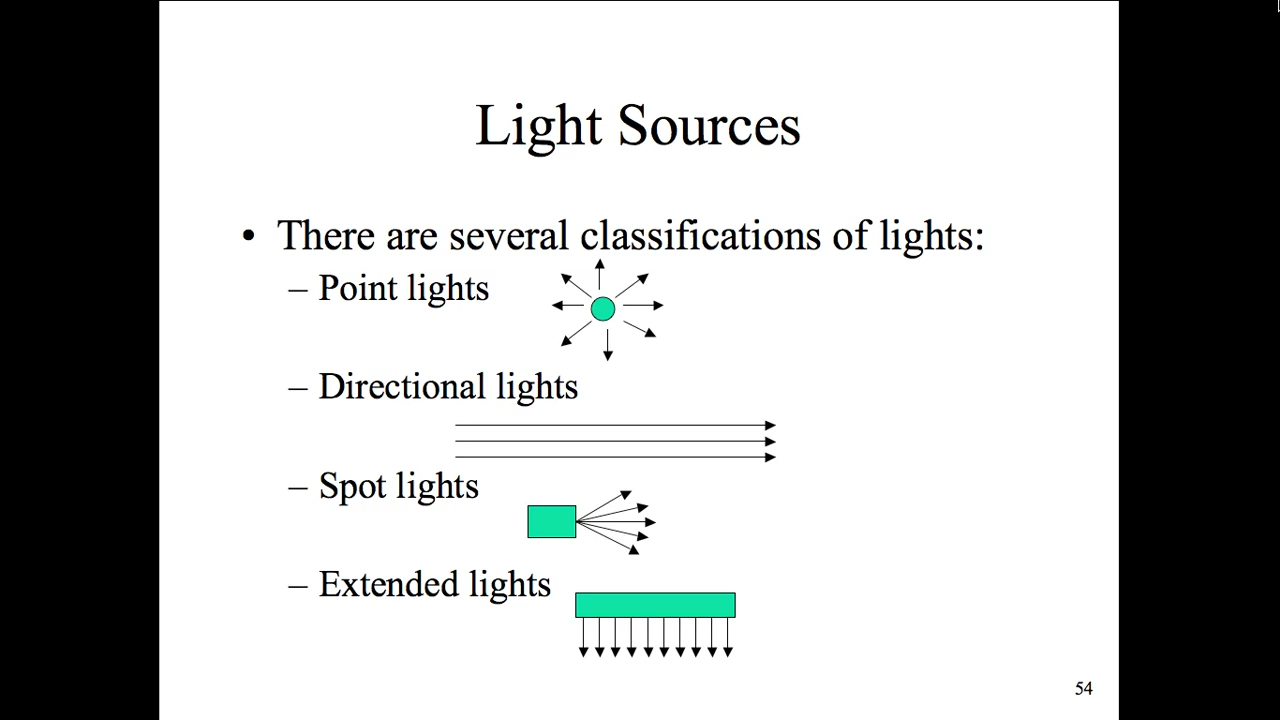 Light Sources
• There are several classifications of lights:
– Point lights
– Directional lights
– Spot lights
– Extended lights
54